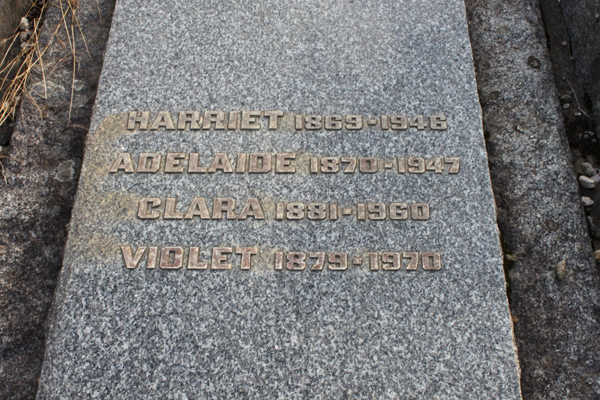 HARRIET 1869-1946
ADELAIDE 1870-1947
CLARA 1881-1960
VIOLET 1879-1970